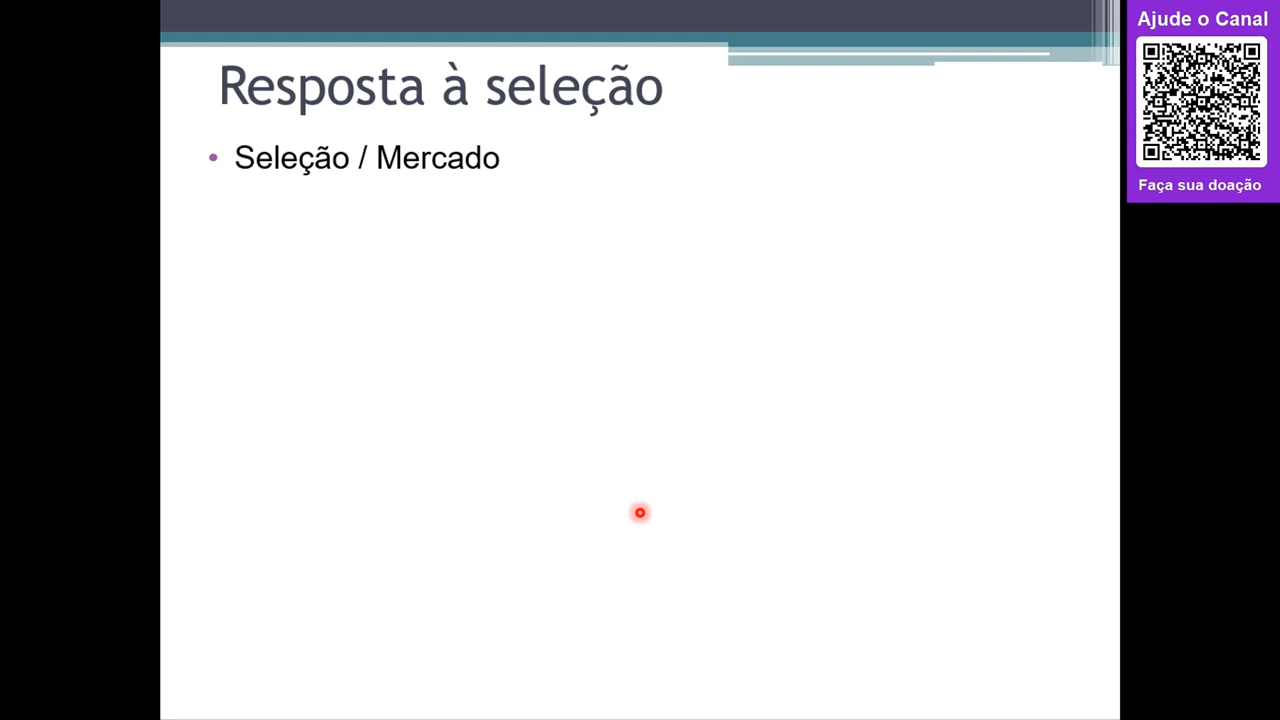 Resposta à seleção
• Seleção / Mercado
Ajude o Canal
Faça sua doação